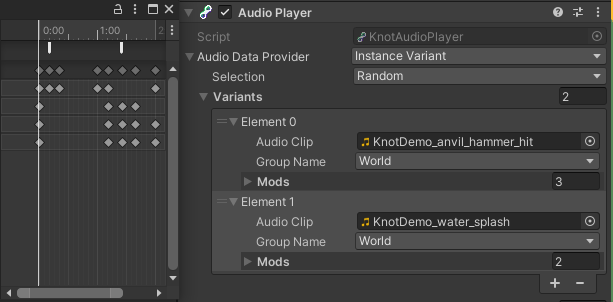 Audio Player
0:00
1:00
2
Script
KnotAudioPlayer
Audio Data Provider
Instance Variant
Selection
Random
Variants
2
Element 0
Audio Clip
KnotDemo_anvil_hammer_hit
Group Name
World
Mods
3
Element 1
Audio Clip
KnotDemo_water_splash
Group Name
World
Mods
2